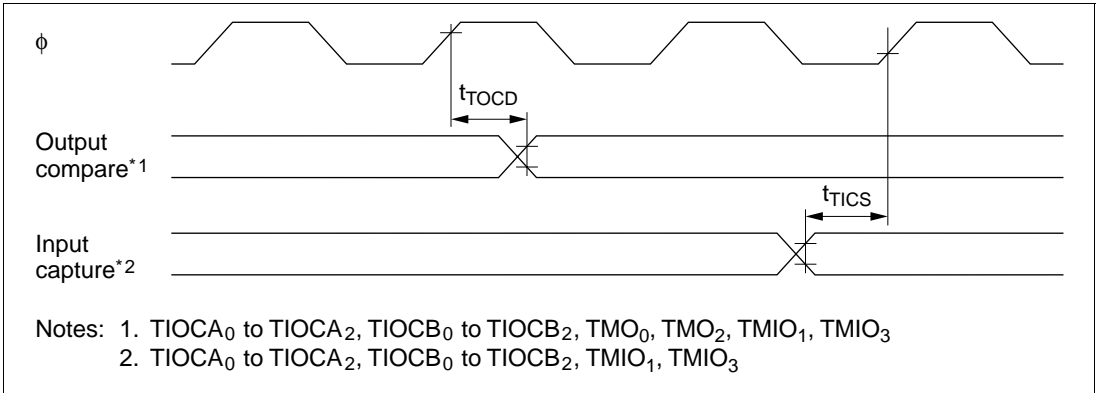 ϕ
tTOCD
Output
compare*1
tTICS
Input
capture*2
Notes: 1. TIOCA0 to TIOCA2, TIOCB0 to TIOCB2, TMO0, TMO2, TMIO1, TMIO3
2. TIOCA0 to TIOCA2, TIOCB0 to TIOCB2, TMIO1, TMIO3